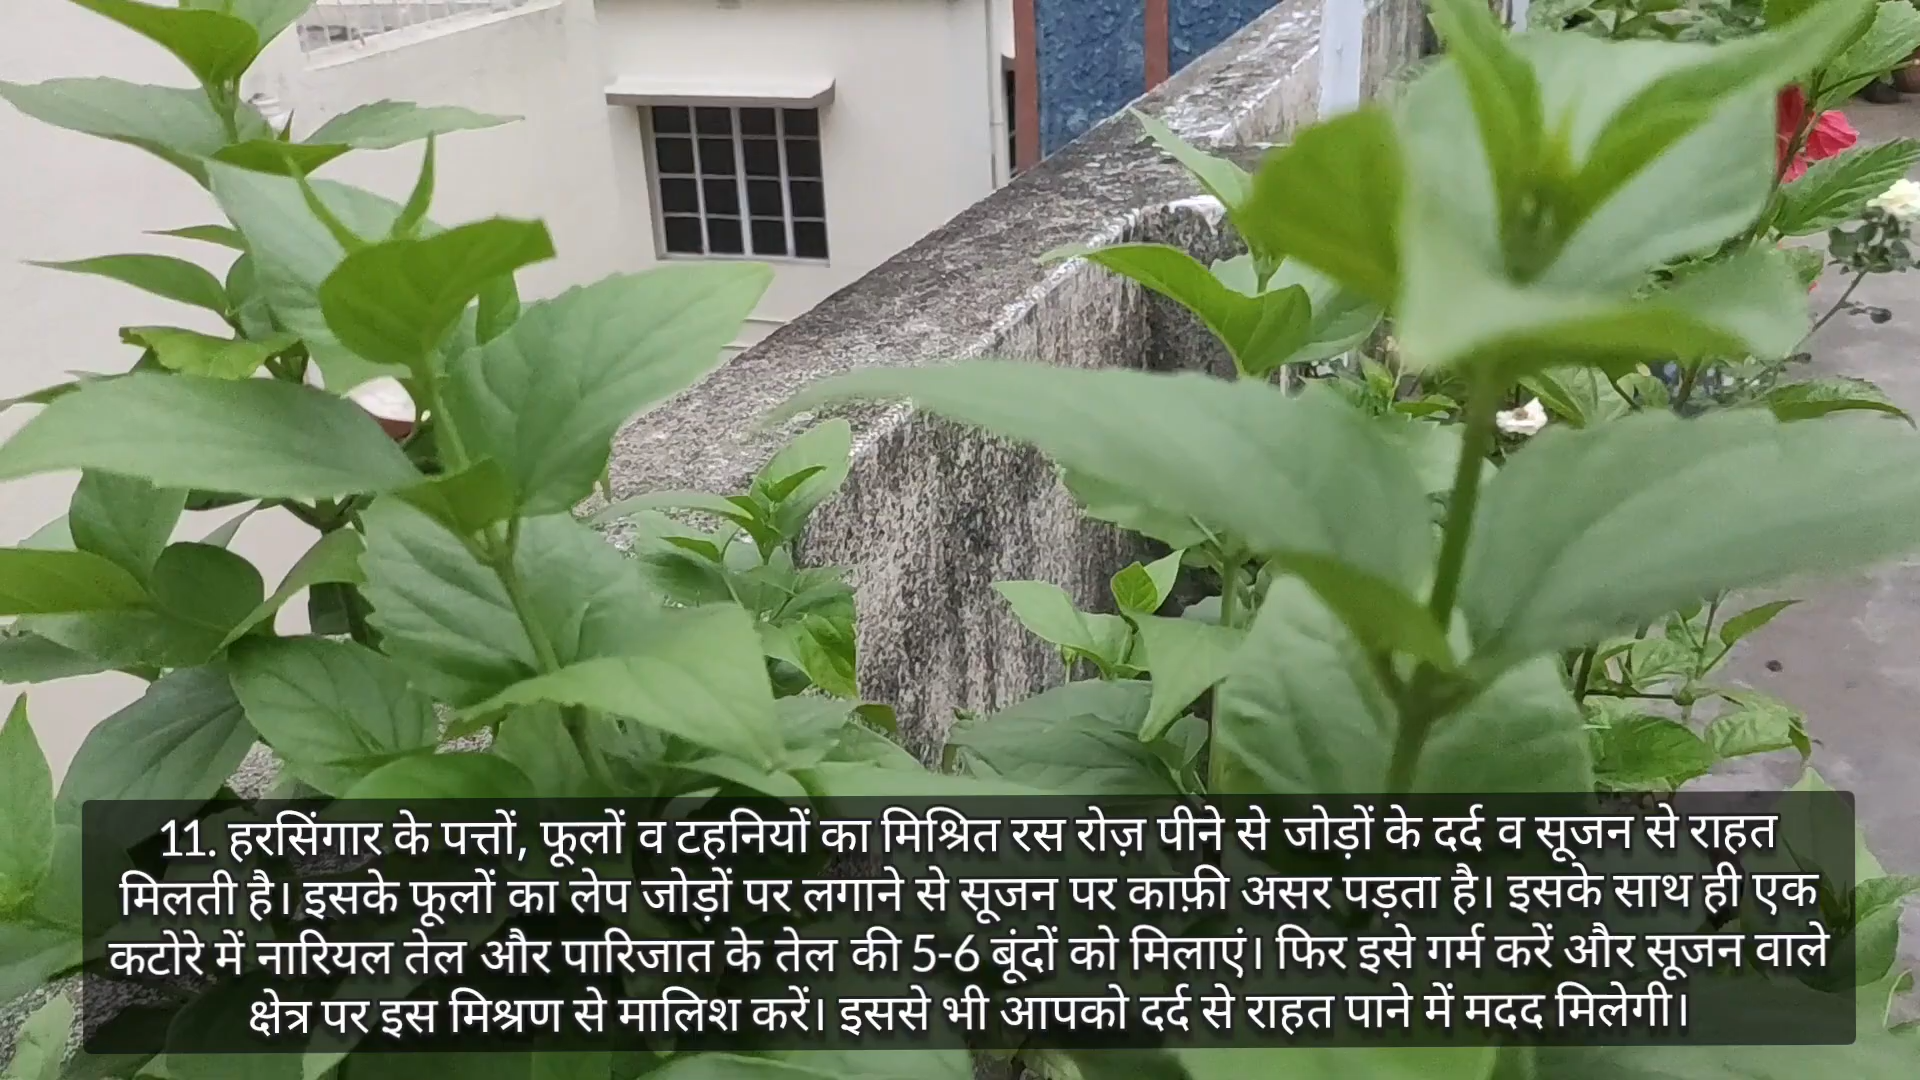 11. हरसिंगार के पत्तों, फूलों व टहनियों का मिश्रित रस रोज़ पीने से जोड़ों के दर्द व सूजन से राहत
मिलती है। इसके फूलों का लेप जोड़ों पर लगाने से सूजन पर काफ़ी असर पड़ता है। इसके साथ ही एक
कटोरे में नारियल तेल और पारिजात के तेल की 5-6 बूंदों को मिलाएं। फिर इसे गर्म करें और सूजन वाले
क्षेत्र पर इस मिश्रण से मालिश करें। इससे भी आपको दर्द से राहत पाने में मदद मिलेगी।